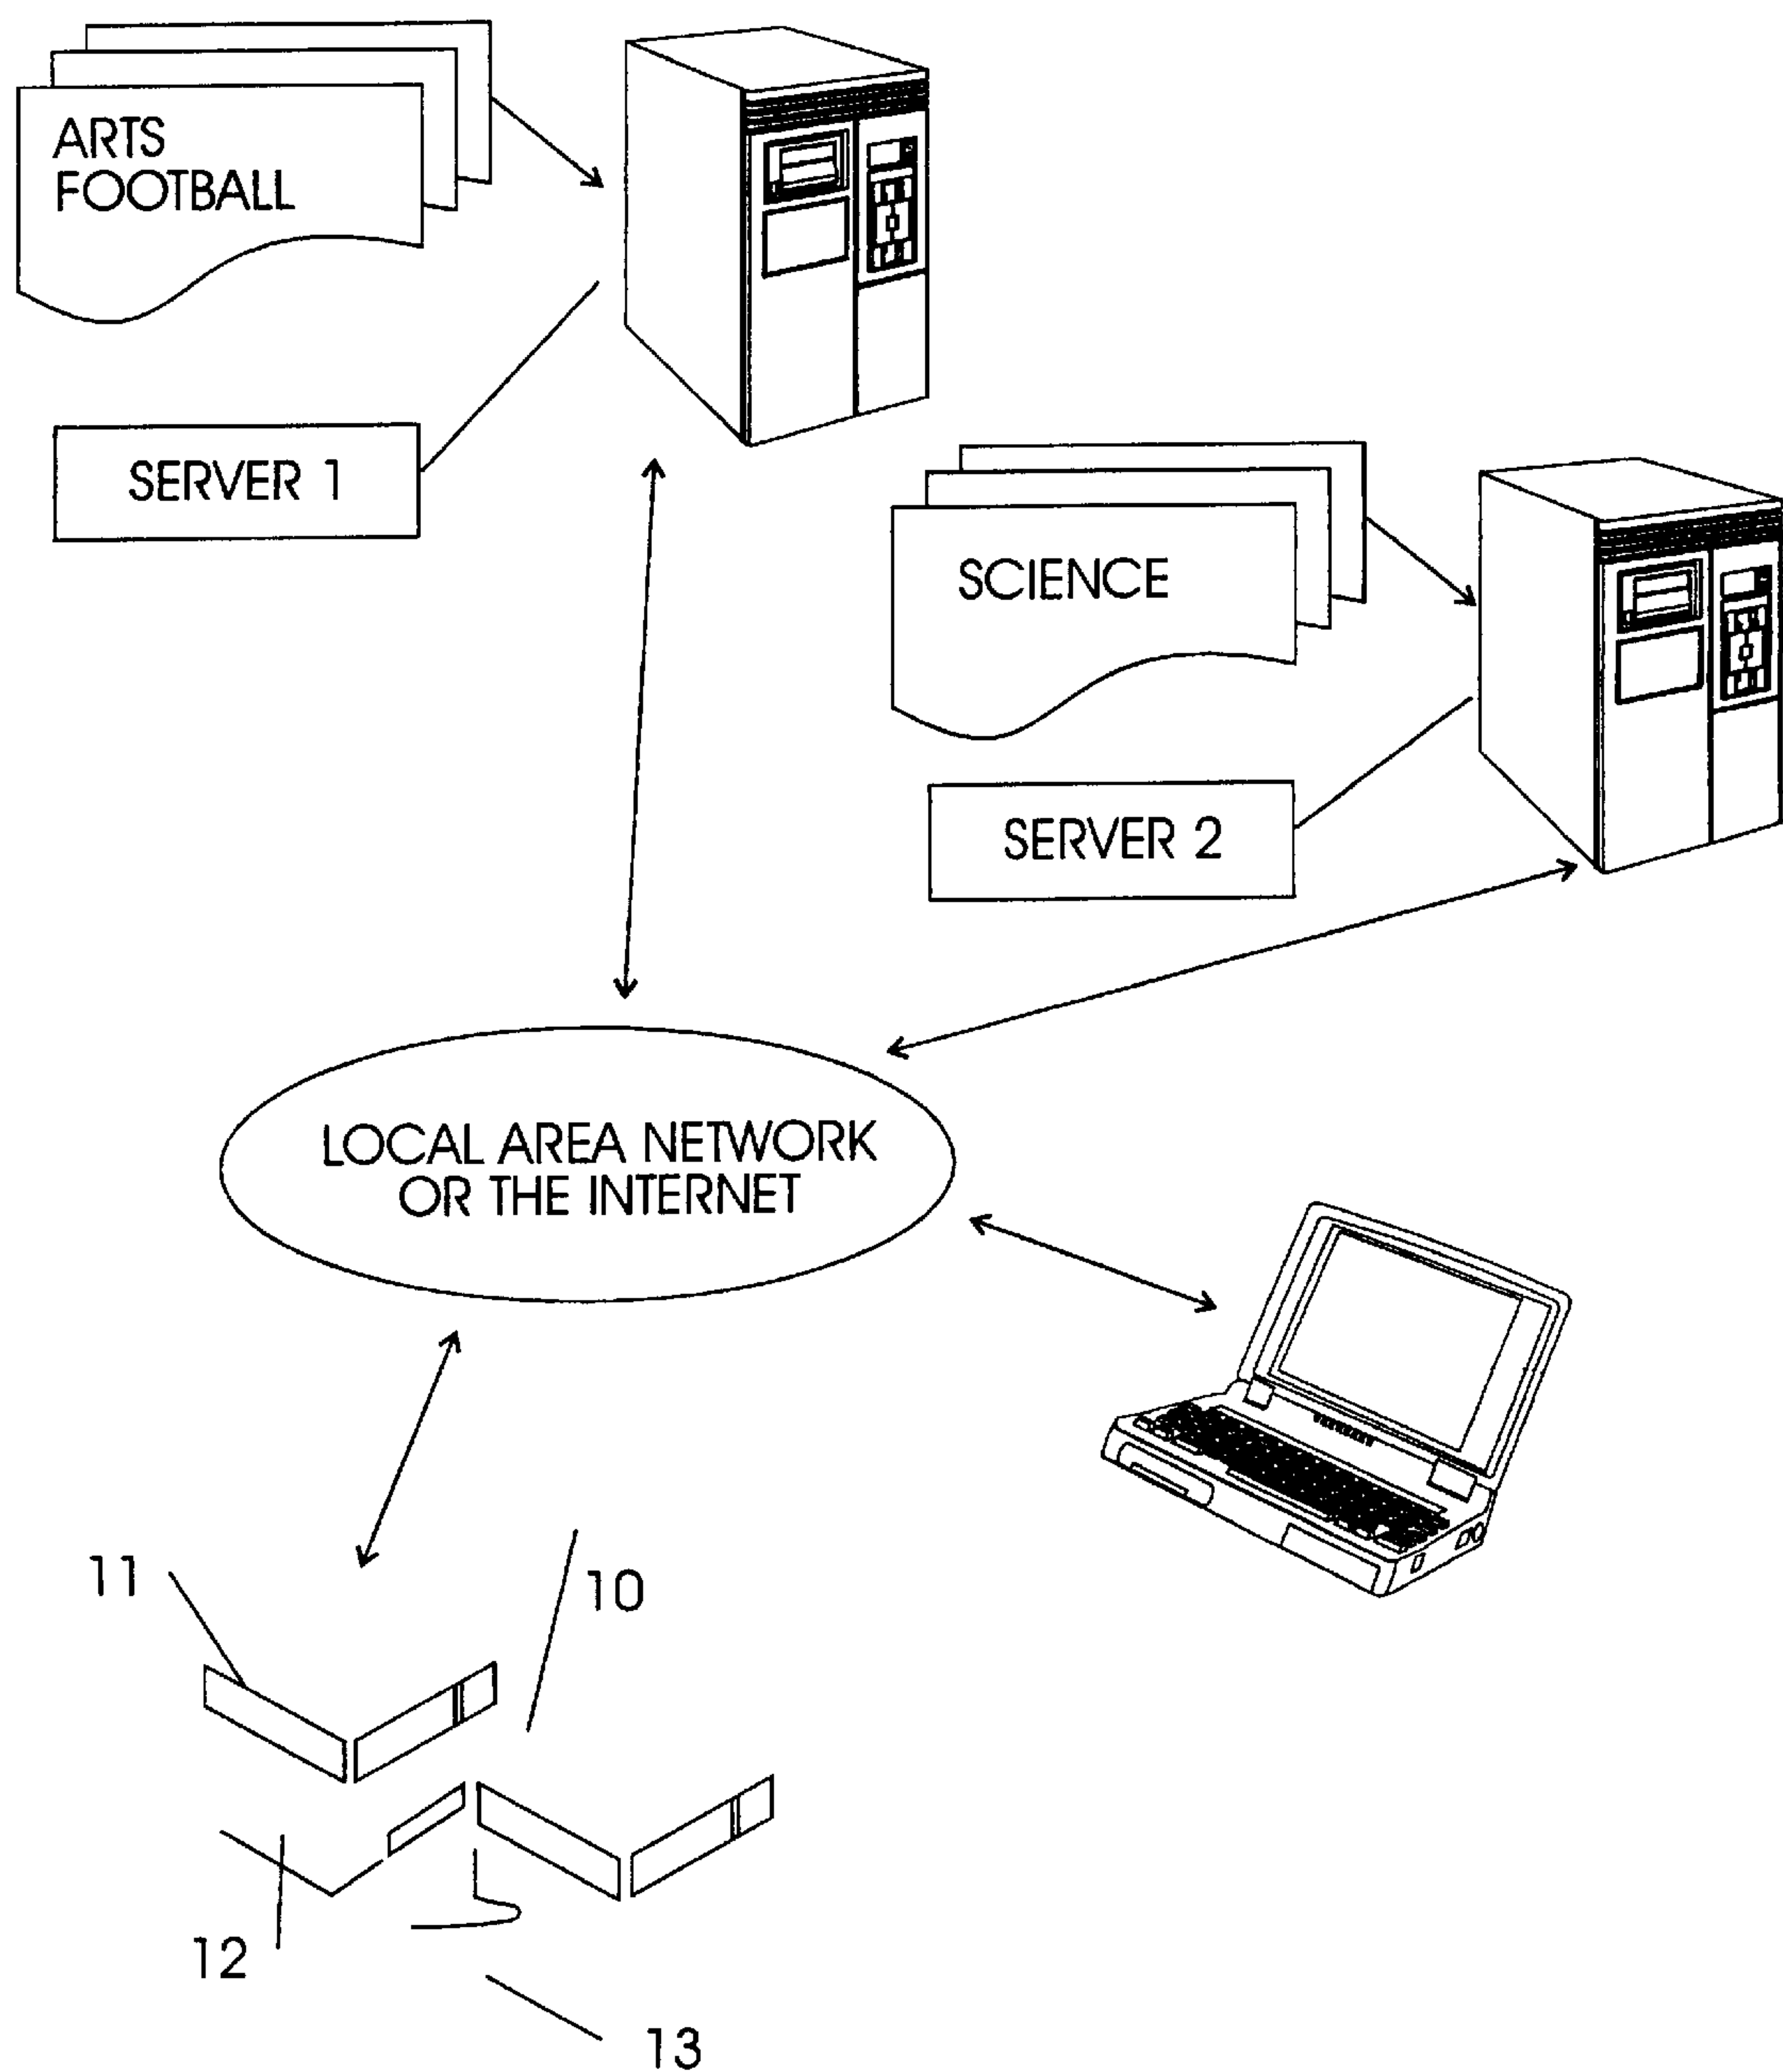 ARTS
FOOTBALL
SERVER 1
SCIENCE
SERVER 2
LOCAL AREA NETWORK
OR THE INTERNET
11
10
12
13